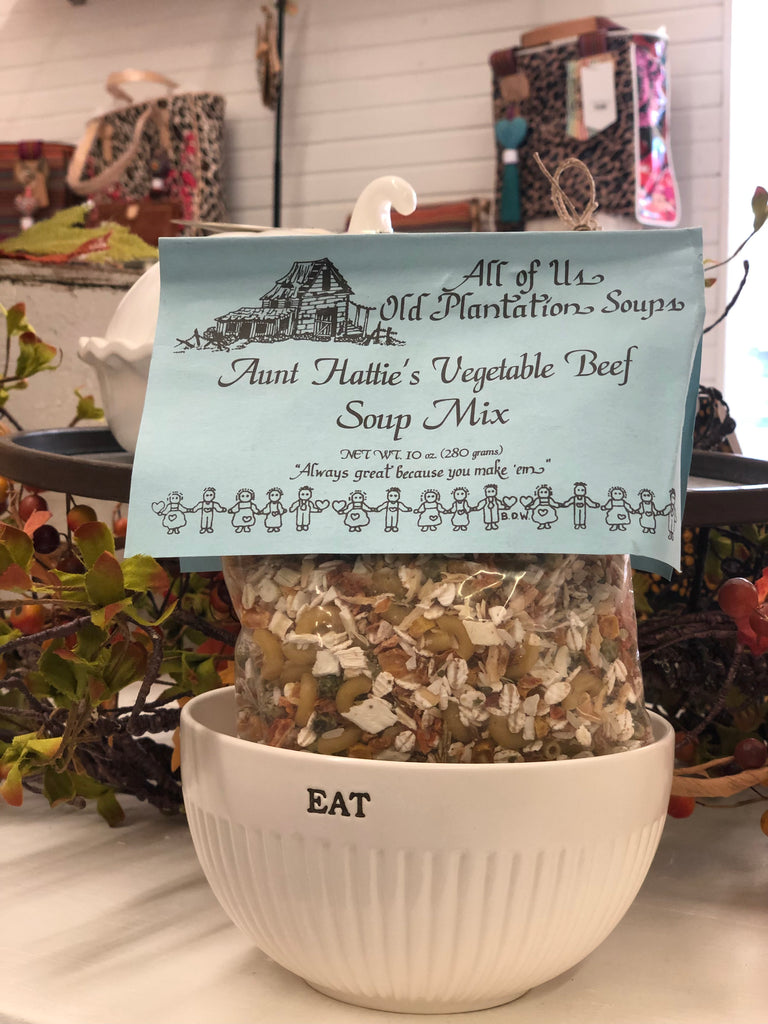 All of Us
Old Plantation Soups
Aunt Hattie's Vegetable Beef
Soup Mix
NET WT. 10 oz. (280 grams)
"Always great because you make 'em"
B.D.W.
EAT